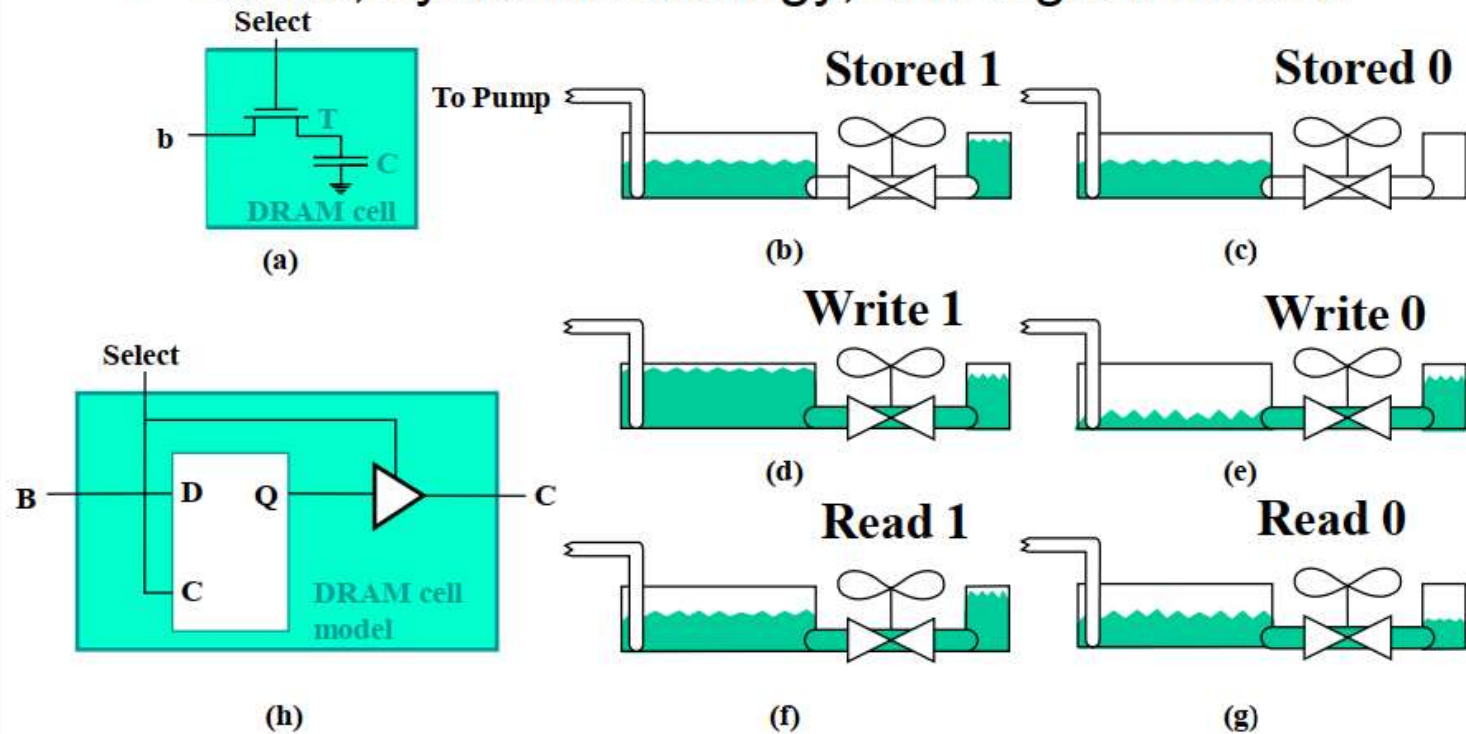 Select
b
T
C
DRAM cell
(a)
To Pump
Stored 1
(b)
Stored 0
(c)
Write 1
(d)
Write 0
(e)
Select
B
D
Q
C
C
DRAM cell
model
(h)
Read 1
(f)
Read 0
(g)